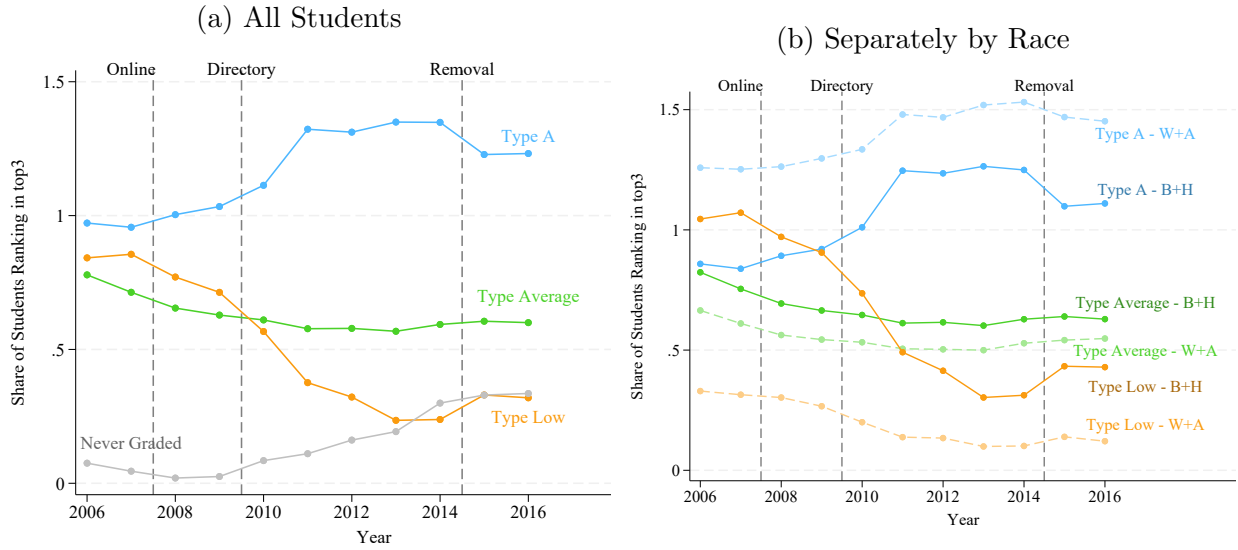 (a) All Students
Online Directory Removal
1.5
1
.5
0
Share of Students Ranking in top3
Type A
Type Average
Type Low
Never Graded
2006 2008 2010 2012 2014 2016
Year
(b) Separately by Race
Online Directory Removal
1.5
1
.5
0
Share of Students Ranking in top3
Type A - W+A
Type A - B+H
Type Average - B+H
Type Average - W+A
Type Low - B+H
Type Low - W+A
2006 2008 2010 2012 2014 2016
Year